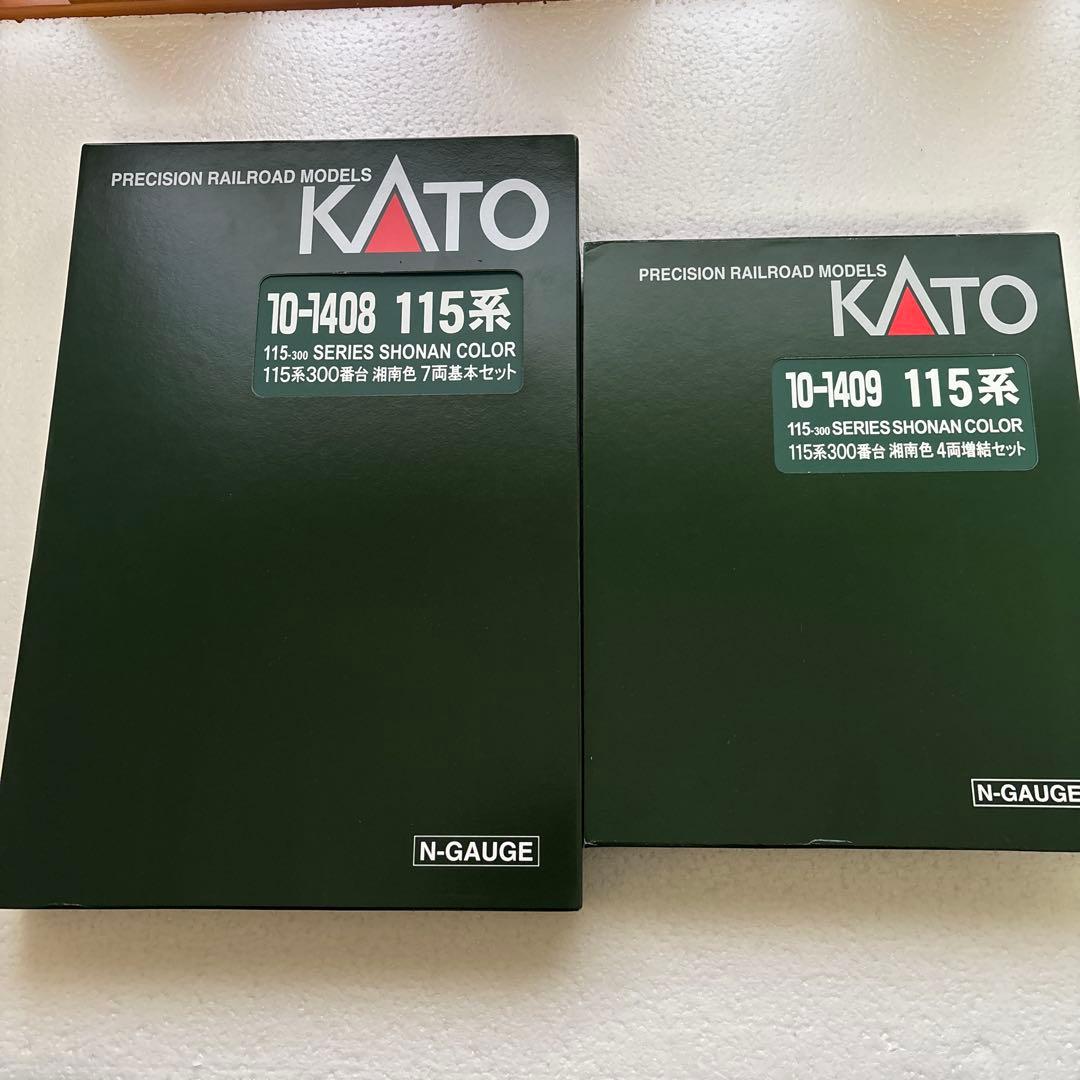 PRECISION RAILROAD MODELS
KATO
10-1408 115系
115-300 SERIES SHONAN COLOR
115系300番台 湘南色 7両基本セット
N-GAUGE
PRECISION RAILROAD MODELS
KATO
10-1409 115系
115-300 SERIES SHONAN COLOR
115系300番台 湘南色 4両増結セット
N-GAUGE